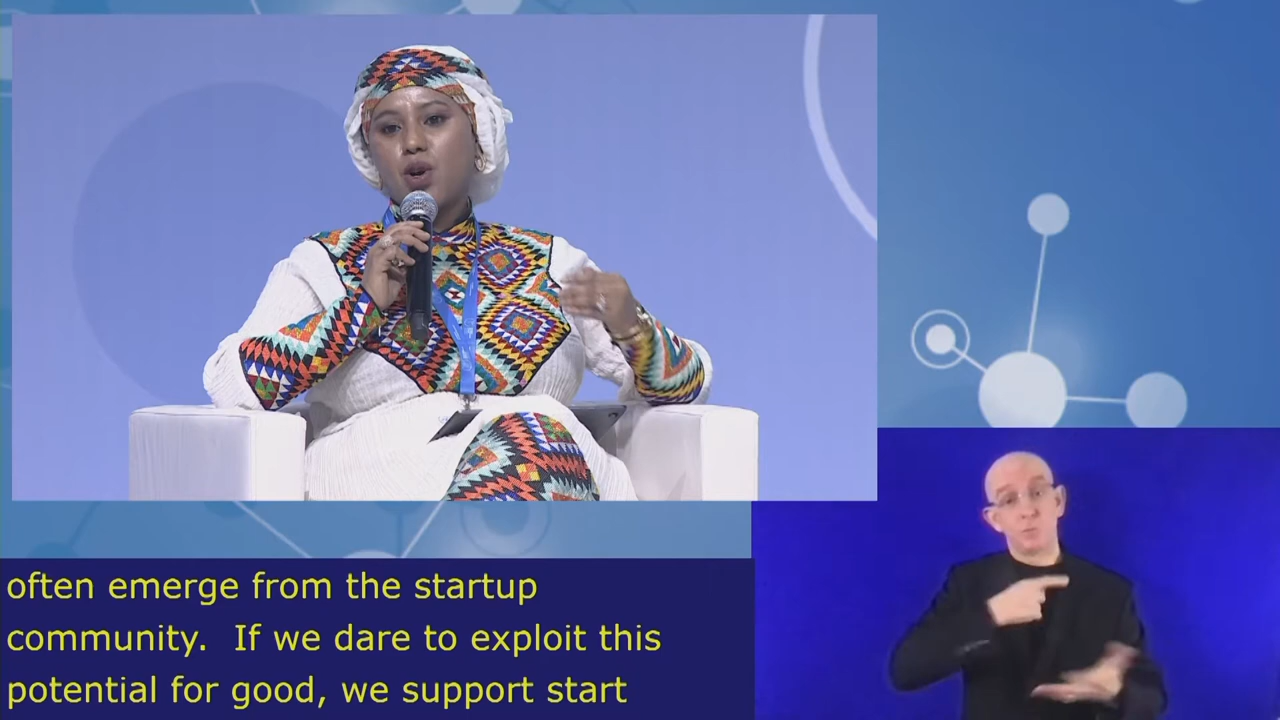 often emerge from the startup
community.  If we dare to exploit this
potential for good, we support start